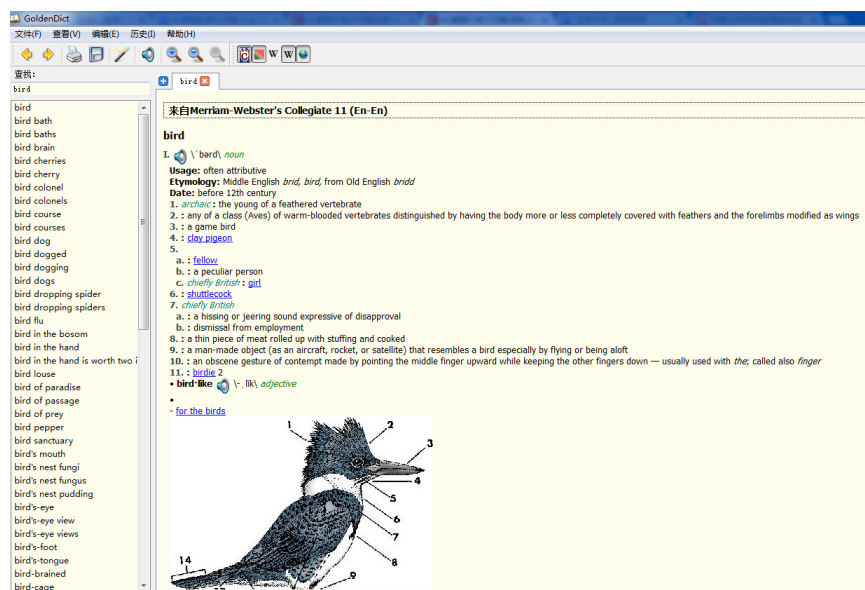 GoldenDict
文件(F) 查看(V) 编辑(E) 历史(I) 帮助(H)
W W
查找:
bird
bird
bird bath
bird baths
bird brain
bird cherries
bird cherry
bird colonel
bird colonels
bird course
bird courses
bird dog
bird dogged
bird dogging
bird dogs
bird dropping spider
bird dropping spiders
bird flu
bird in the bosom
bird in the hand
bird in the hand is worth two i
bird louse
bird of paradise
bird of passage
bird of prey
bird pepper
bird sanctuary
bird's mouth
bird's nest fungi
bird's nest fungus
bird's nest pudding
bird's-eye
bird's-eye view
bird's-eye views
bird's-foot
bird's-tongue
bird-brained
bird-cage
bird
来自Merriam-Webster's Collegiate 11 (En-En)
bird
I. \ˈbərd\ noun
Usage: often attributive
Etymology: Middle English brid, bird, from Old English bridd
Date: before 12th century
1. archaic : the young of a feathered vertebrate
2. : any of a class (Aves) of warm-blooded vertebrates distinguished by having the body more or less completely covered with feathers and the forelimbs modified as wings
3. : a game bird
4. : clay pigeon
5.
a. : fellow
b. : a peculiar person
c. chiefly British : girl
6. : shuttlecock
7. chiefly British
a. : a hissing or jeering sound expressive of disapproval
b. : dismissal from employment
8. : a thin piece of meat rolled up with stuffing and cooked
9. : a man-made object (as an aircraft, rocket, or satellite) that resembles a bird especially by flying or being aloft
10. : an obscene gesture of contempt made by pointing the middle finger upward while keeping the other fingers down — usually used with the; called also finger
11. : birdie 2
• bird·like \-ˌlīk\ adjective
•
- for the birds
1
2
3
4
5
6
7
8
14
9